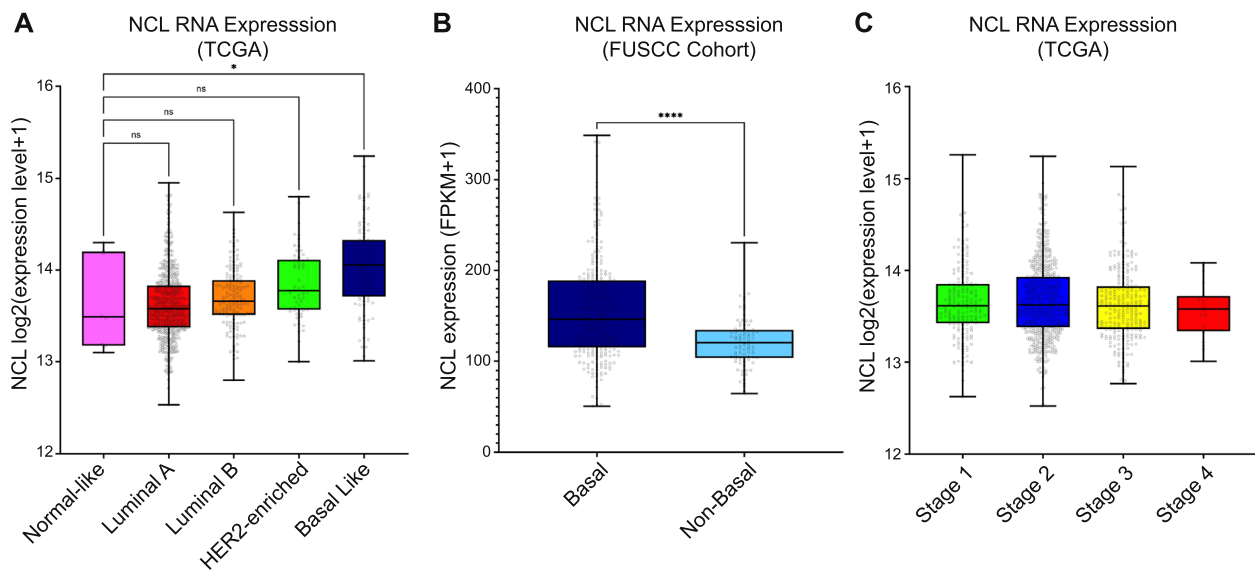 A
NCL RNA Expresssion
(TCGA)
NCL log2(expression level+1)
16
15
14
13
12
*
ns
ns
ns
Normal-like
Luminal A
Luminal B
HER2-enriched
Basal Like
B
NCL RNA Expresssion
(FUSCC Cohort)
NCL expression (FPKM+1)
400
300
200
100
0
****
Basal
Non-Basal
C
NCL RNA Expresssion
(TCGA)
NCL log2(expression level+1)
16
15
14
13
12
Stage 1
Stage 2
Stage 3
Stage 4